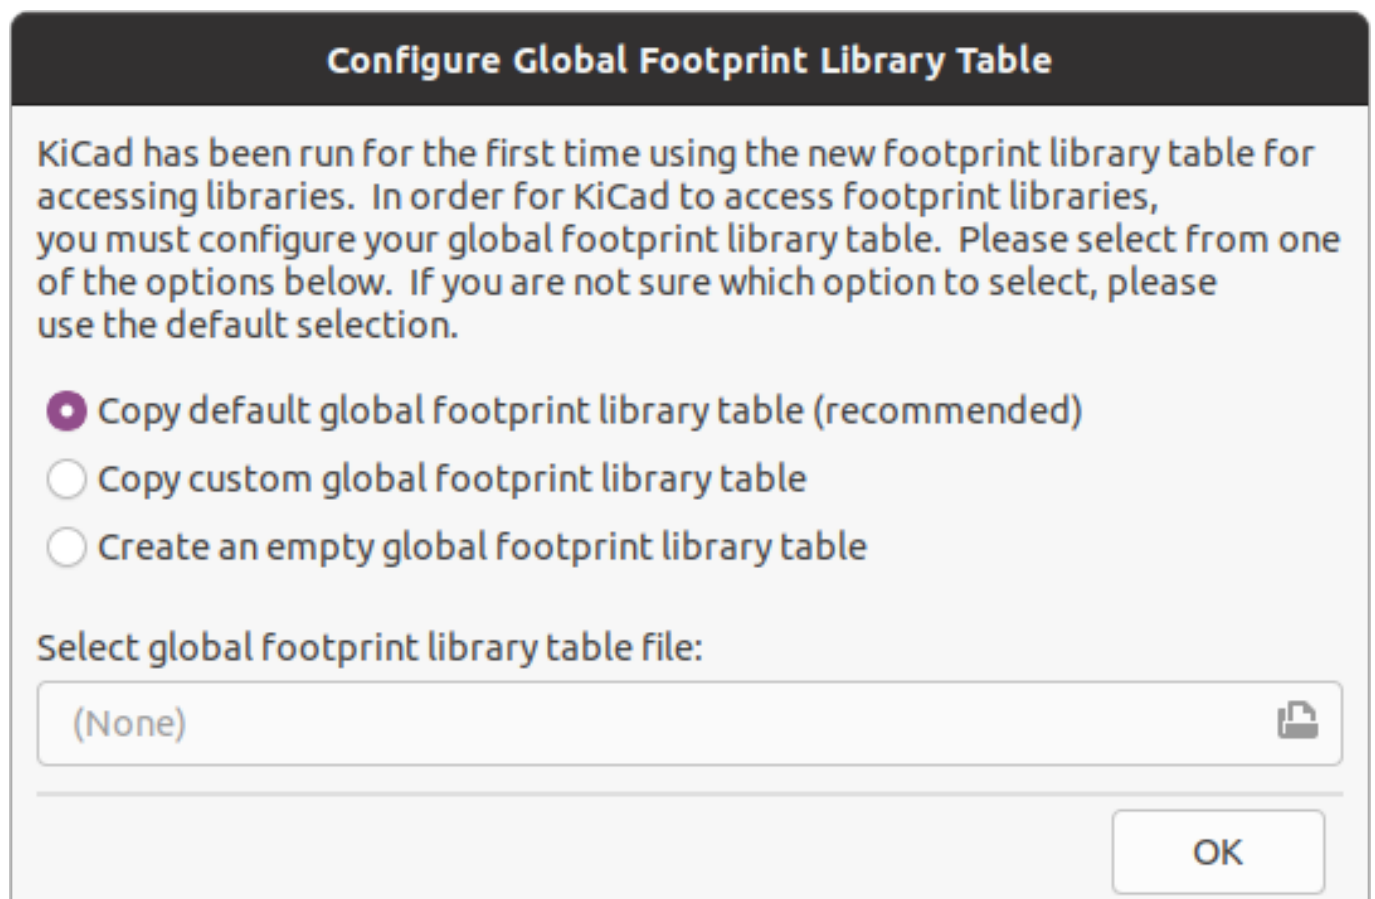 Configure Global Footprint Library Table
KiCad has been run for the first time using the new footprint library table for
accessing libraries.  In order for KiCad to access footprint libraries,
you must configure your global footprint library table.  Please select from one
of the options below.  If you are not sure which option to select, please
use the default selection.
Copy default global footprint library table (recommended)
Copy custom global footprint library table
Create an empty global footprint library table
Select global footprint library table file:
(None)
OK